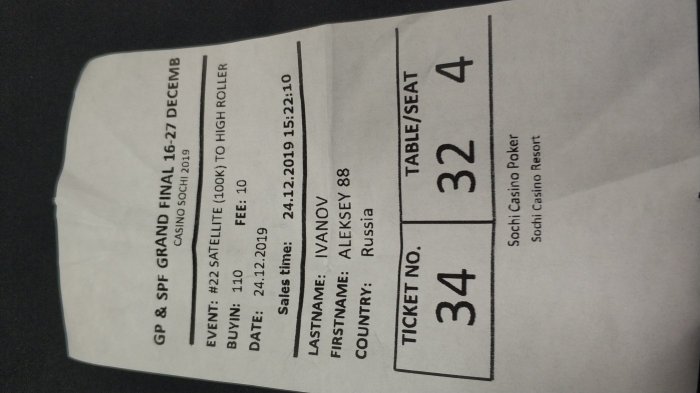 GP & SPF GRAND FINAL 16-27 DECEMB
CASINO SOCHI 2019
EVENT: #22 SATELLITE (100K) TO HIGH ROLLER
BUYIN: 110 FEE: 10
DATE: 24.12.2019
Sales time: 24.12.2019 15:22:10
LASTNAME: IVANOV
FIRSTNAME: ALEKSEY 88
COUNTRY: Russia
TICKET NO. TABLE/SEAT
34 32 4
Sochi Casino Poker
Sochi Casino Resort